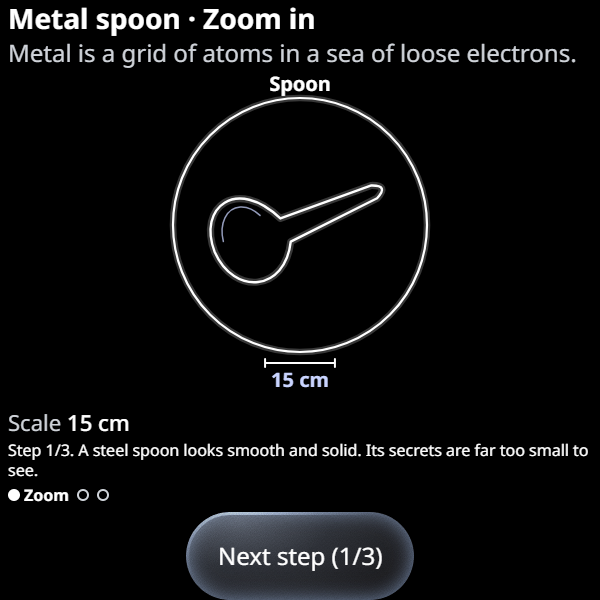 Metal spoon · Zoom in
Metal is a grid of atoms in a sea of loose electrons.
Spoon
15 cm
Scale 15 cm
Step 1/3. A steel spoon looks smooth and solid. Its secrets are far too small to
see.
Zoom
Next step (1/3)